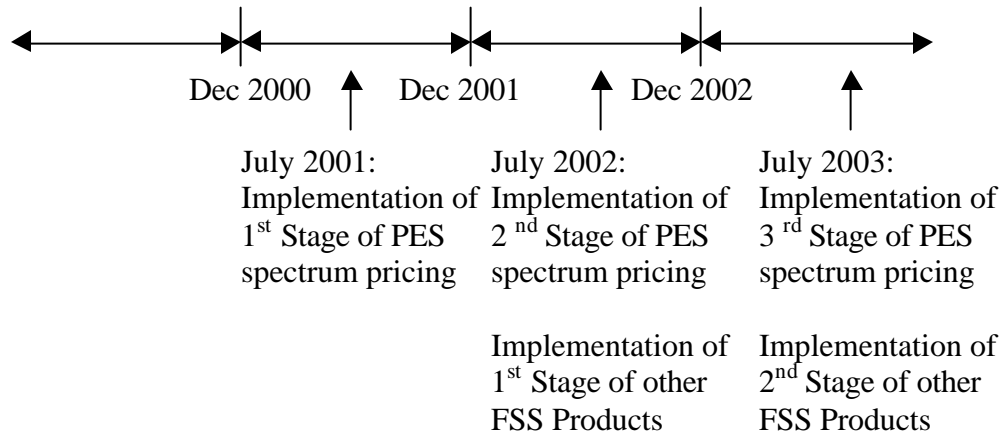 Dec 2000
Dec 2001
Dec 2002
July 2001:
Implementation of
1st Stage of PES
spectrum pricing
July 2002:
Implementation of
2 nd Stage of PES
spectrum pricing
Implementation of
1st Stage of other
FSS Products
July 2003:
Implementation of
3 rd Stage of PES
spectrum pricing
Implementation of
2nd Stage of other
FSS Products